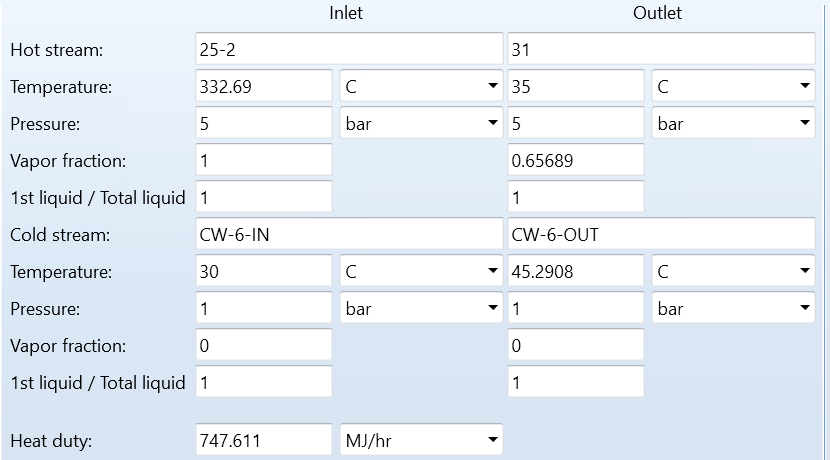 Inlet Outlet
Hot stream: 25-2 31
Temperature: 332.69 C 35 C
Pressure: 5 bar 5 bar
Vapor fraction: 1 0.65689
1st liquid / Total liquid 1 1
Cold stream: CW-6-IN CW-6-OUT
Temperature: 30 C 45.2908 C
Pressure: 1 bar 1 bar
Vapor fraction: 0 0
1st liquid / Total liquid 1 1
Heat duty: 747.611 MJ/hr